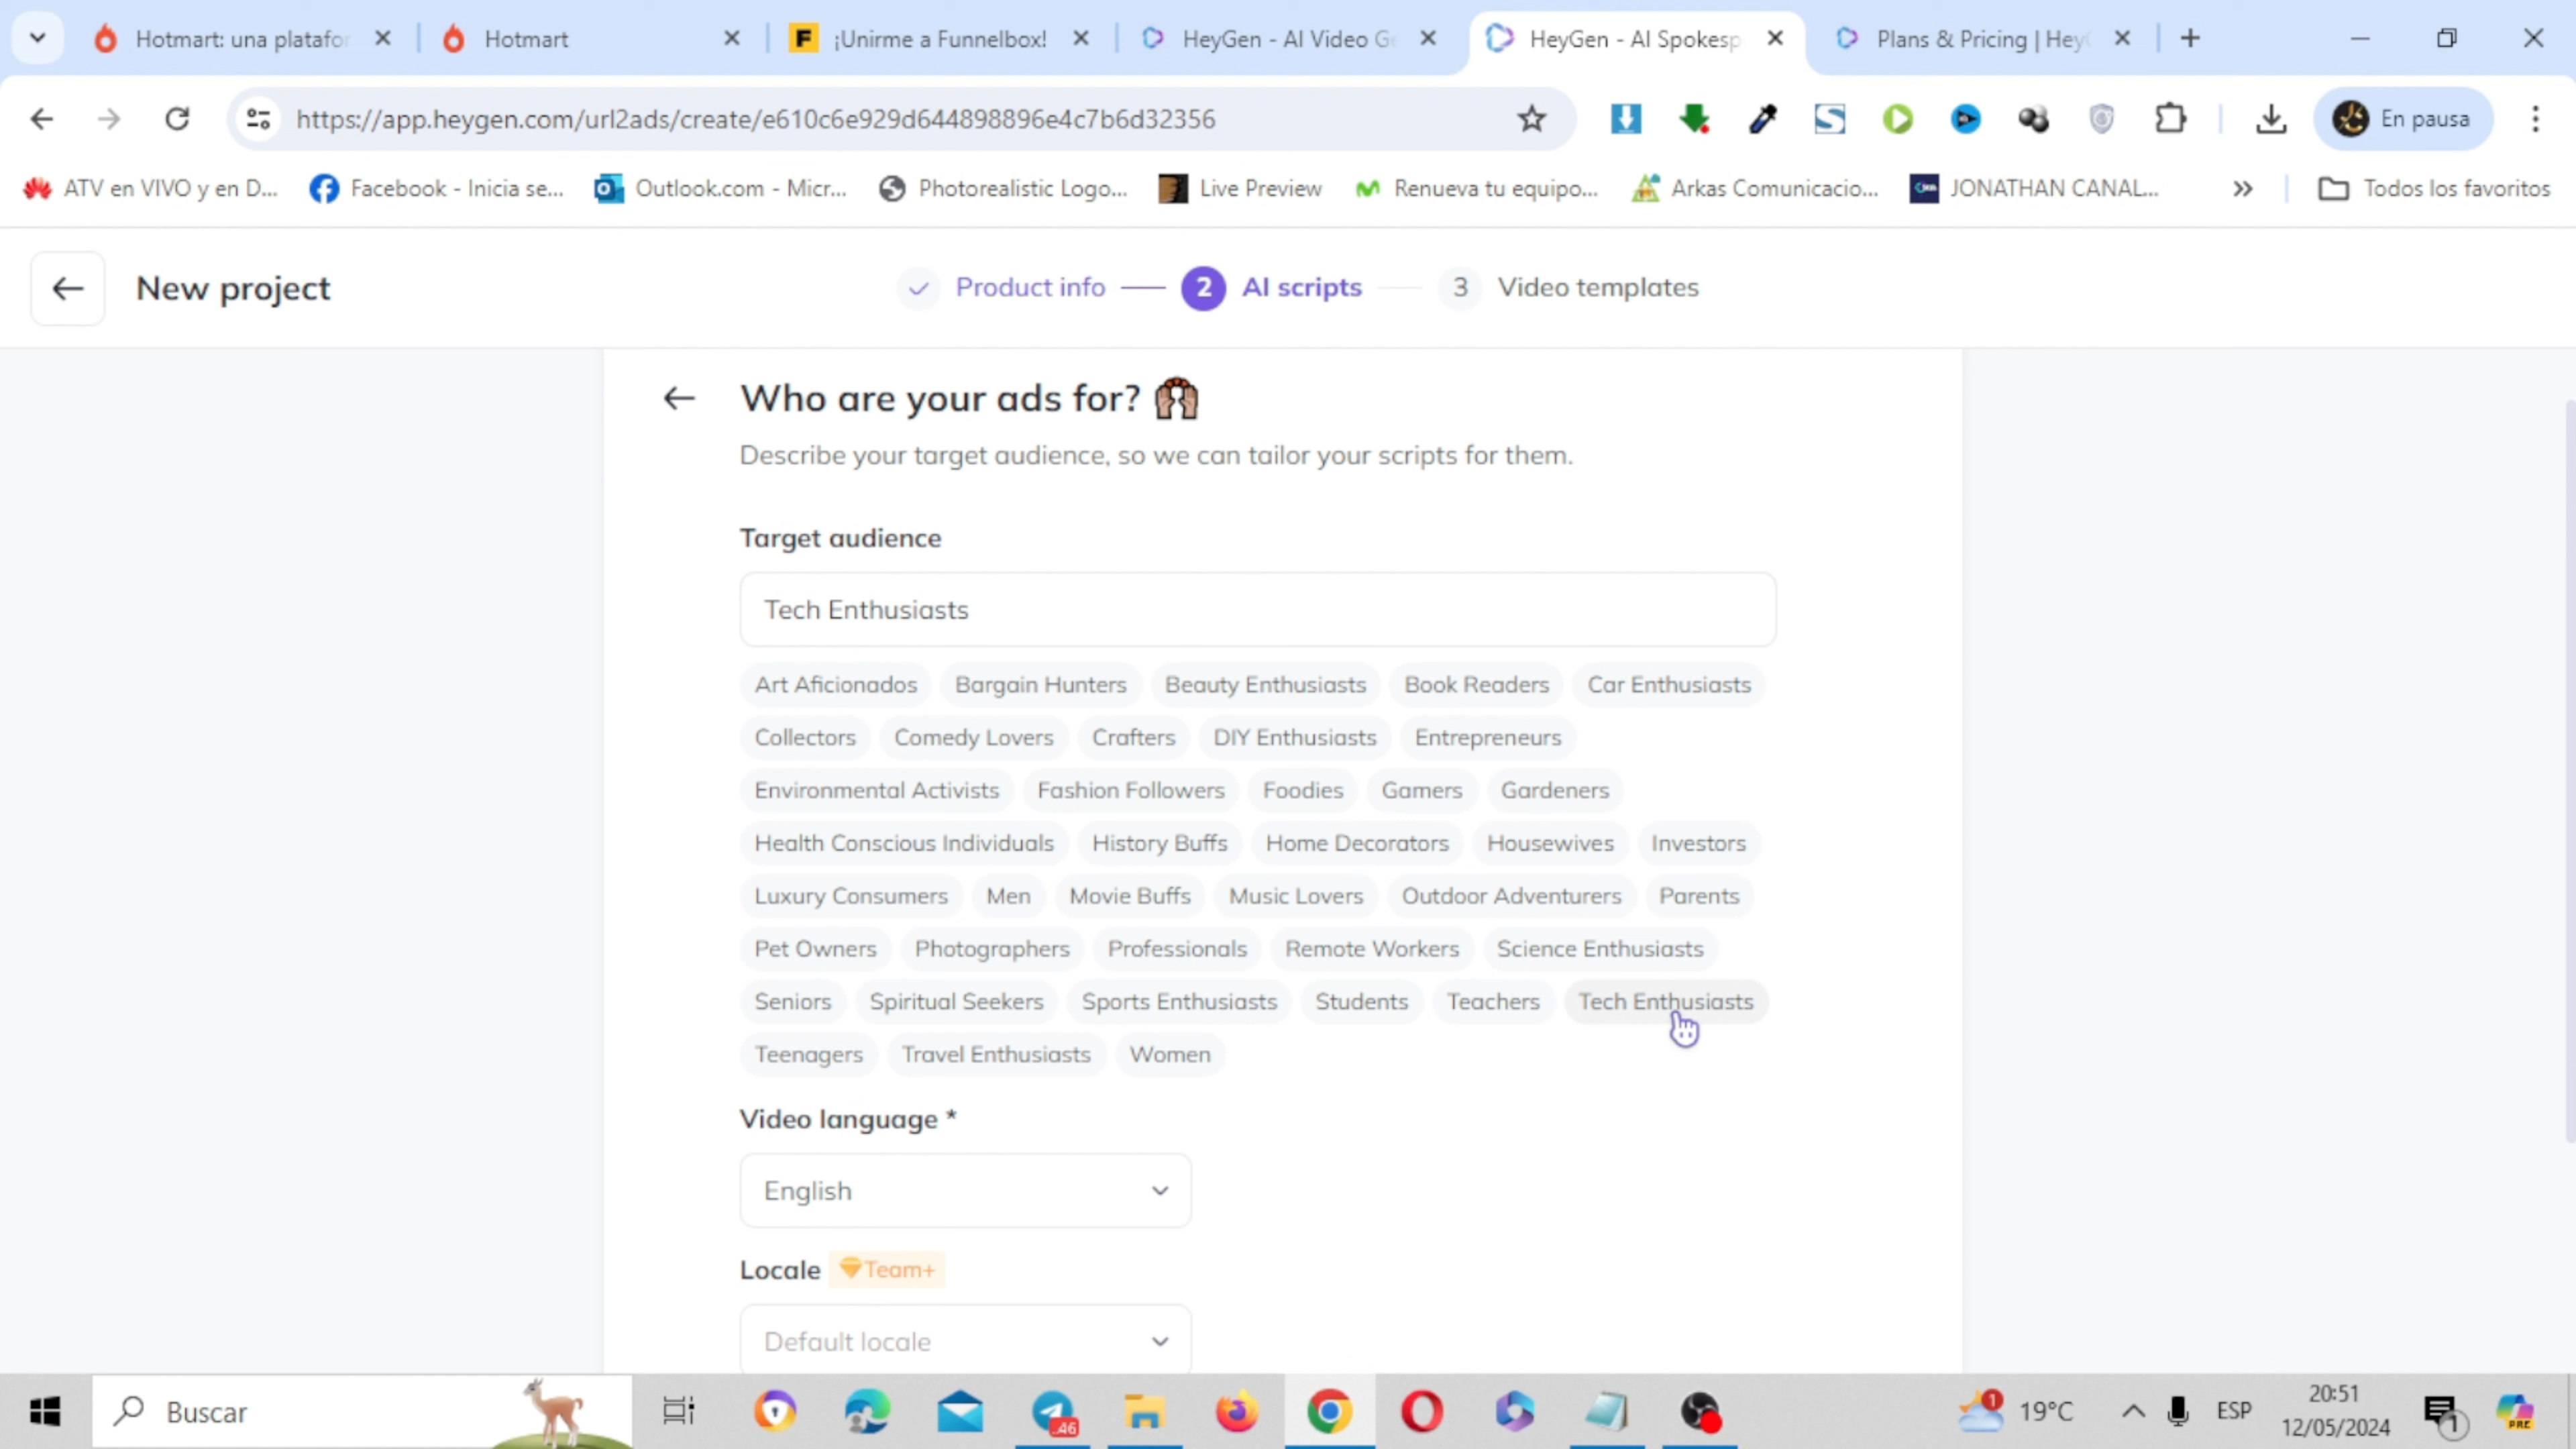 Hotmart: una platafor
Hotmart
¡Unirme a Funnelbox!
HeyGen - AI Video Ge
HeyGen - AI Spokesp
Plans & Pricing | Hey
https://app.heygen.com/url2ads/create/e610c6e929d644898896e4c7b6d32356
En pausa
ATV en VIVO y en D...
Facebook - Inicia se...
Outlook.com - Micr...
Photorealistic Logo...
Live Preview
Renueva tu equipo...
Arkas Comunicacio...
JONATHAN CANAL...
Todos los favoritos
New project
Product info
2 AI scripts
3 Video templates
Who are your ads for?
Describe your target audience, so we can tailor your scripts for them.
Target audience
Tech Enthusiasts
Art Aficionados Bargain Hunters Beauty Enthusiasts Book Readers Car Enthusiasts
Collectors Comedy Lovers Crafters DIY Enthusiasts Entrepreneurs
Environmental Activists Fashion Followers Foodies Gamers Gardeners
Health Conscious Individuals History Buffs Home Decorators Housewives Investors
Luxury Consumers Men Movie Buffs Music Lovers Outdoor Adventurers Parents
Pet Owners Photographers Professionals Remote Workers Science Enthusiasts
Seniors Spiritual Seekers Sports Enthusiasts Students Teachers Tech Enthusiasts
Teenagers Travel Enthusiasts Women
Video language *
English
Locale Team+
Default locale
Buscar
46
1
19°C
ESP
20:51
12/05/2024
1
PRE